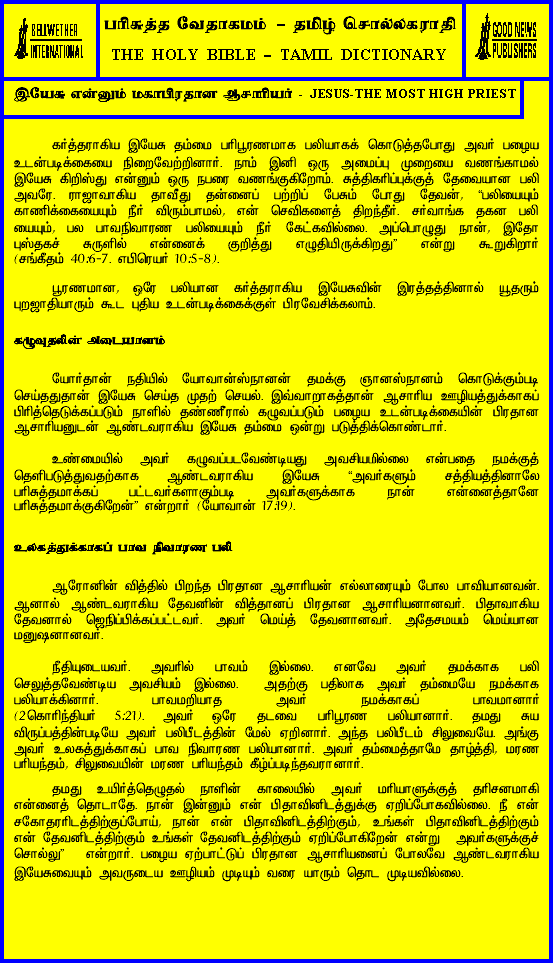 BELLWETHER
INTERNATIONAL
பரிசுத்த வேதாகமம் – தமிழ் சொல்லகராதி
THE HOLY BIBLE – TAMIL DICTIONARY
GOOD NEWS
PUBLISHERS
இயேசு என்னும் மகாபிரதான ஆசாரியர் - JESUS-THE MOST HIGH PRIEST
கர்த்தராகிய இயேசு தம்மை பரிபூரணமாக பலியாகக் கொடுத்தபோது அவர் பழைய
உடன்படிக்கையை நிறைவேற்றினார். நாம் இனி ஒரு அமைப்பு முறையை வணங்காமல்
இயேசு கிறிஸ்து என்னும் ஒரு நபரை வணங்குகிறோம். சுத்திகரிப்புக்குத் தேவையான பலி
அவரே. ராஜாவாகிய தாவீது தன்னைப் பற்றிப் பேசும் போது தேவன், “பலியையும்
காணிக்கையையும் நீர் விரும்பாமல், என் செவிகளைத் திறந்தீர். சர்வாங்க தகன பலி
யையும், பல பாவநிவாரண பலியையும் நீர் கேட்கவில்லை. அப்பொழுது நான், இதோ
புஸ்தகச் சுருளில் என்னைக் குறித்து எழுதியிருக்கிறது” என்று கூறுகிறார்
(சங்கீதம் 40:6-7. எபிரெயர் 10:5-8).
பூரணமான, ஒரே பலியான கர்த்தராகிய இயேசுவின் இரத்தத்தினால் யூதரும்
புறஜாதியாரும் கூட புதிய உடன்படிக்கைக்குள் பிரவேசிக்கலாம்.
கழுவுதலின் அடையாளம்
யோர்தான் நதியில் யோவான்ஸ்நானன் தமக்கு ஞானஸ்நானம் கொடுக்கும்படி
செய்ததுதான் இயேசு செய்த முதற் செயல். இவ்வாறாகத்தான் ஆசாரிய ஊழியத்துக்காகப்
பிரித்தெடுக்கப்படும் நாளில் தண்ணீரால் கழுவப்படும் பழைய உடன்படிக்கையின் பிரதான
ஆசாரியனுடன் ஆண்டவராகிய இயேசு தம்மை ஒன்று படுத்திக்கொண்டார்.
உண்மையில் அவர் கழுவப்படவேண்டியது அவசியமில்லை என்பதை நமக்குத்
தெளிபடுத்துவதற்காக ஆண்டவராகிய இயேசு “அவர்களும் சத்தியத்தினாலே
பரிசுத்தமாக்கப் பட்டவர்களாகும்படி அவர்களுக்காக நான் என்னைத்தானே
பரிசுத்தமாக்குகிறேன்” என்றார் (யோவான் 17:19).
உலகத்துக்காகப் பாவ நிவாரண பலி
ஆரோனின் வித்தில் பிறந்த பிரதான ஆசாரியன் எல்லாரையும் போல பாவியானவன்.
ஆனால் ஆண்டவராகிய தேவனின் வித்தானப் பிரதான ஆசாரியனானவர். பிதாவாகிய
தேவனால் ஜெநிப்பிக்கப்பட்டவர். அவர் மெய்த் தேவனானவர். அதேசமயம் மெய்யான
மனுஷனானவர்.
நீதியுடையவர். அவரில் பாவம் இல்லை. எனவே அவர் தமக்காக பலி
செலுத்தவேண்டிய அவசியம் இல்லை. அதற்கு பதிலாக அவர் தம்மையே நமக்காக
பலியாக்கினார். பாவமறியாத அவர் நமக்காகப் பாவமானார்
(2கொரிந்தியர் 5:21). அவர் ஒரே தடவை பரிபூரண பலியானார். தமது சுய
விருப்பத்தின்படியே அவர் பலிபீடத்தின் மேல் ஏறினார். அந்த பலிபீடம் சிலுவையே. அங்கு
அவர் உலகத்துக்காகப் பாவ நிவாரண பலியானார். அவர் தம்மைத்தாமே தாழ்த்தி, மரண
பரியந்தம், சிலுவையின் மரண பரியந்தம் கீழ்ப்படிந்தவரானார்.
தமது உயிர்த்தெழுதல் நாளின் காலையில் அவர் மரியாளுக்குத் தரிசனமாகி
என்னைத் தொடாதே. நான் இன்னும் என் பிதாவினிடத்துக்கு ஏறிப்போகவில்லை. நீ என்
சகோதரரிடத்திற்குப்போய், நான் என் பிதாவினிடத்திற்கும், உங்கள் பிதாவினிடத்திற்கும்
என் தேவனிடத்திற்கும் உங்கள் தேவனிடத்திற்கும் ஏறிப்போகிறேன் என்று அவர்களுக்குச்
சொல்லு” என்றார். பழைய ஏற்பாட்டுப் பிரதான ஆசாரியனைப் போலவே ஆண்டவராகிய
இயேசுவையும் அவருடைய ஊழியம் முடியும் வரை யாரும் தொட முடியவில்லை.